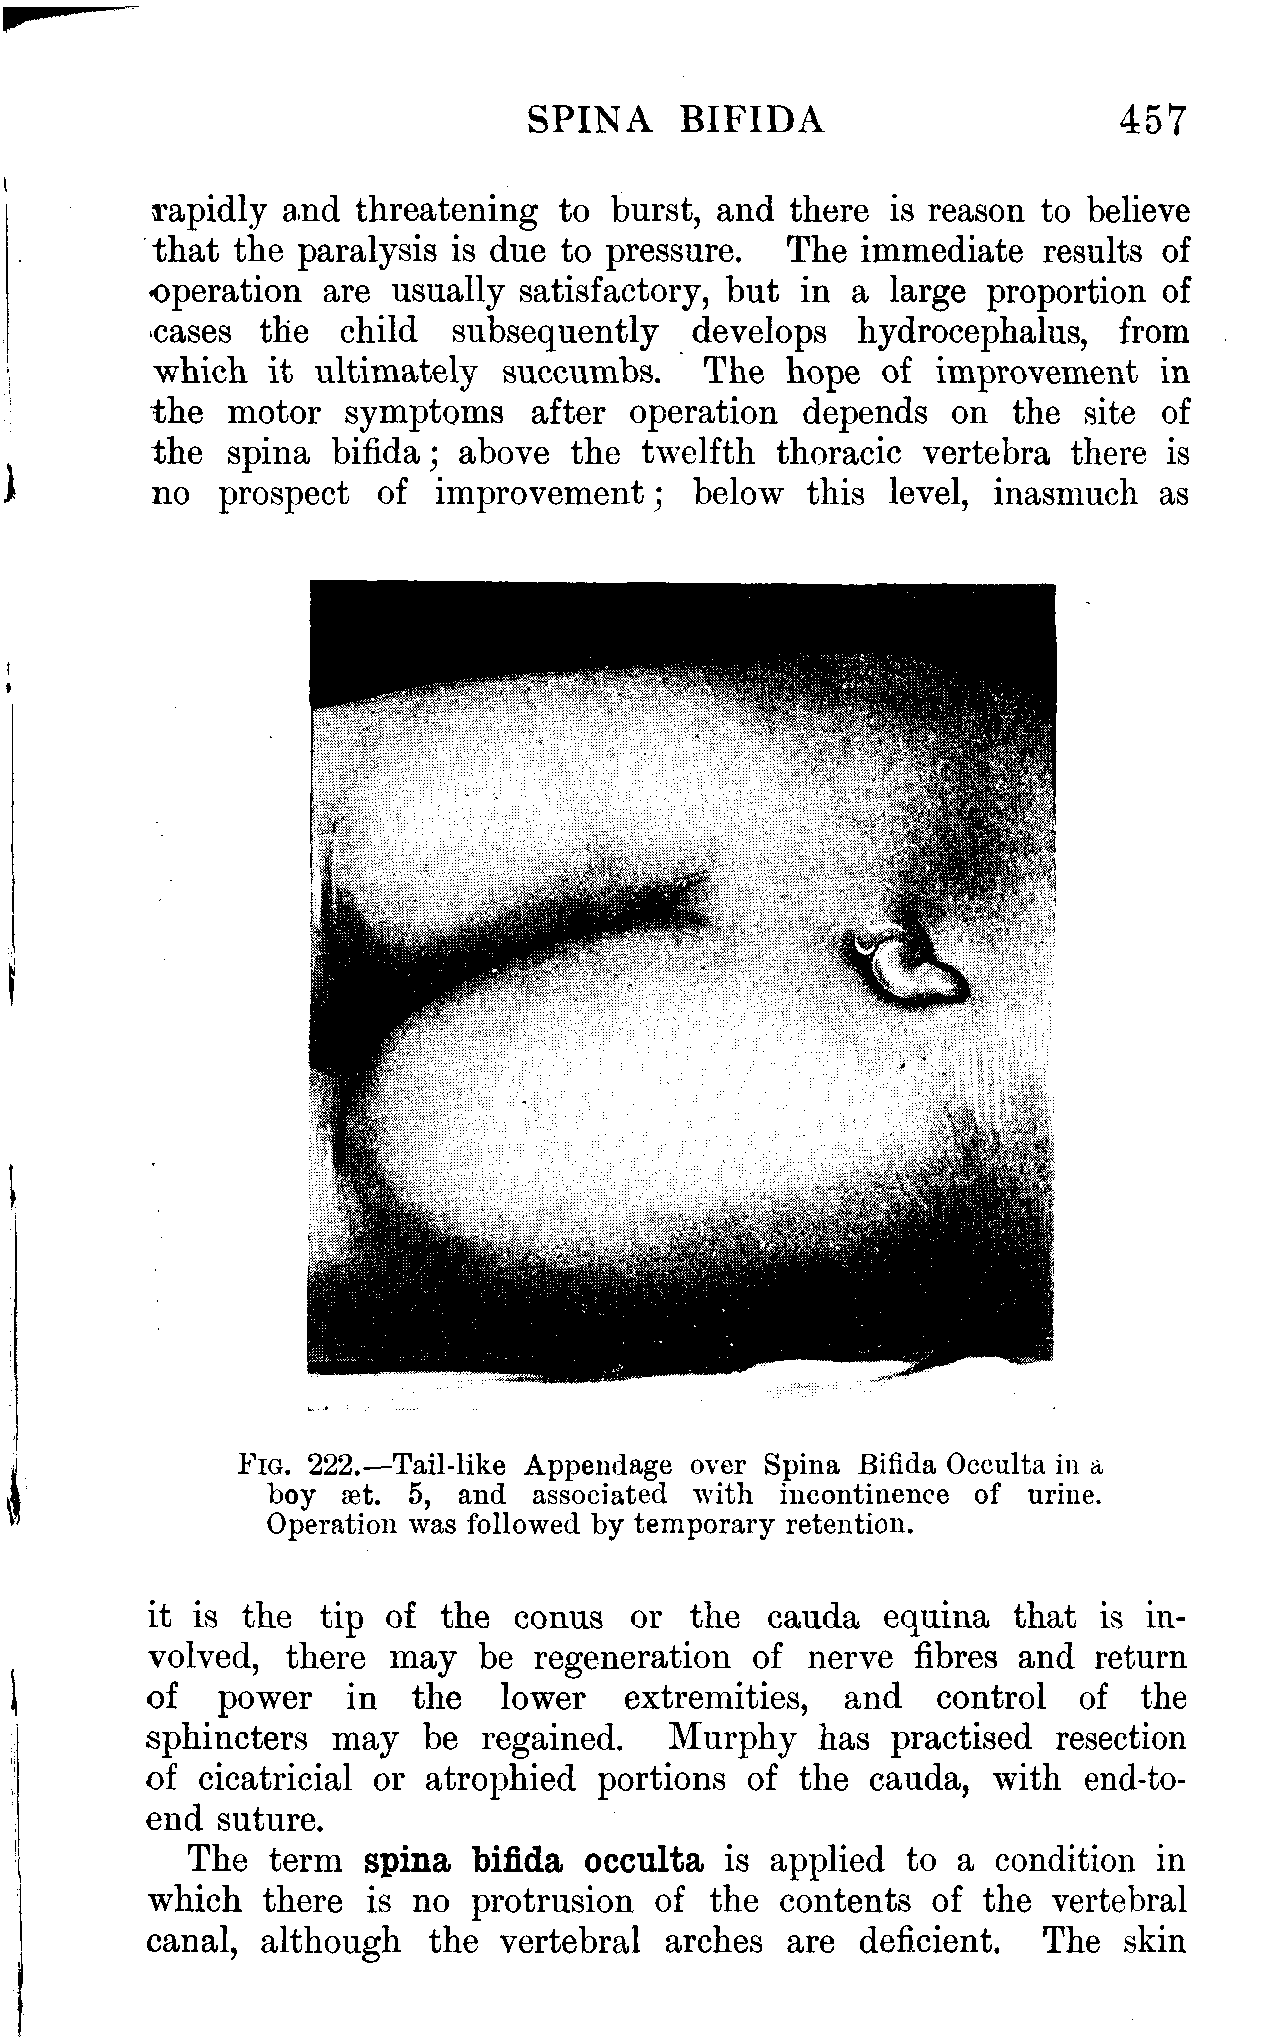 SPINA BIFIDA 457
rapidly and threatening to burst, and there is reason to believe
that the paralysis is due to pressure. The immediate results of
operation are usually satisfactory, but in a large proportion of
cases the child subsequently develops hydrocephalus, from
which it ultimately succumbs. The hope of improvement in
the motor symptoms after operation depends on the site of
the spina bifida; above the twelfth thoracic vertebra there is
no prospect of improvement; below this level, inasmuch as
FIG. 222.—Tail-like Appendage over Spina Bifida Occulta in a
boy æt. 5, and associated with incontinence of urine.
Operation was followed by temporary retention.
it is the tip of the conus or the cauda equina that is in-
volved, there may be regeneration of nerve fibres and return
of power in the lower extremities, and control of the
sphincters may be regained. Murphy has practised resection
of cicatricial or atrophied portions of the cauda, with end-to-
end suture.
The term spina bifida occulta is applied to a condition in
which there is no protrusion of the contents of the vertebral
canal, although the vertebral arches are deficient. The skin